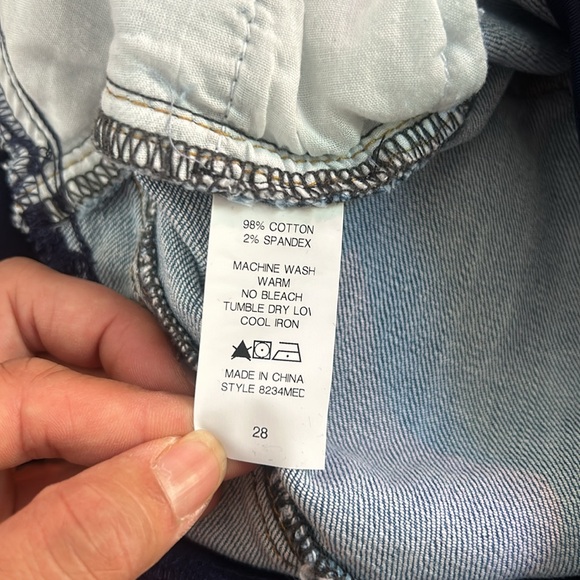 98% COTTON
2% SPANDEX
MACHINE WASH
WARM
NO BLEACH
TUMBLE DRY LOW
COOL IRON
MADE IN CHINA
STYLE 8234MED
28